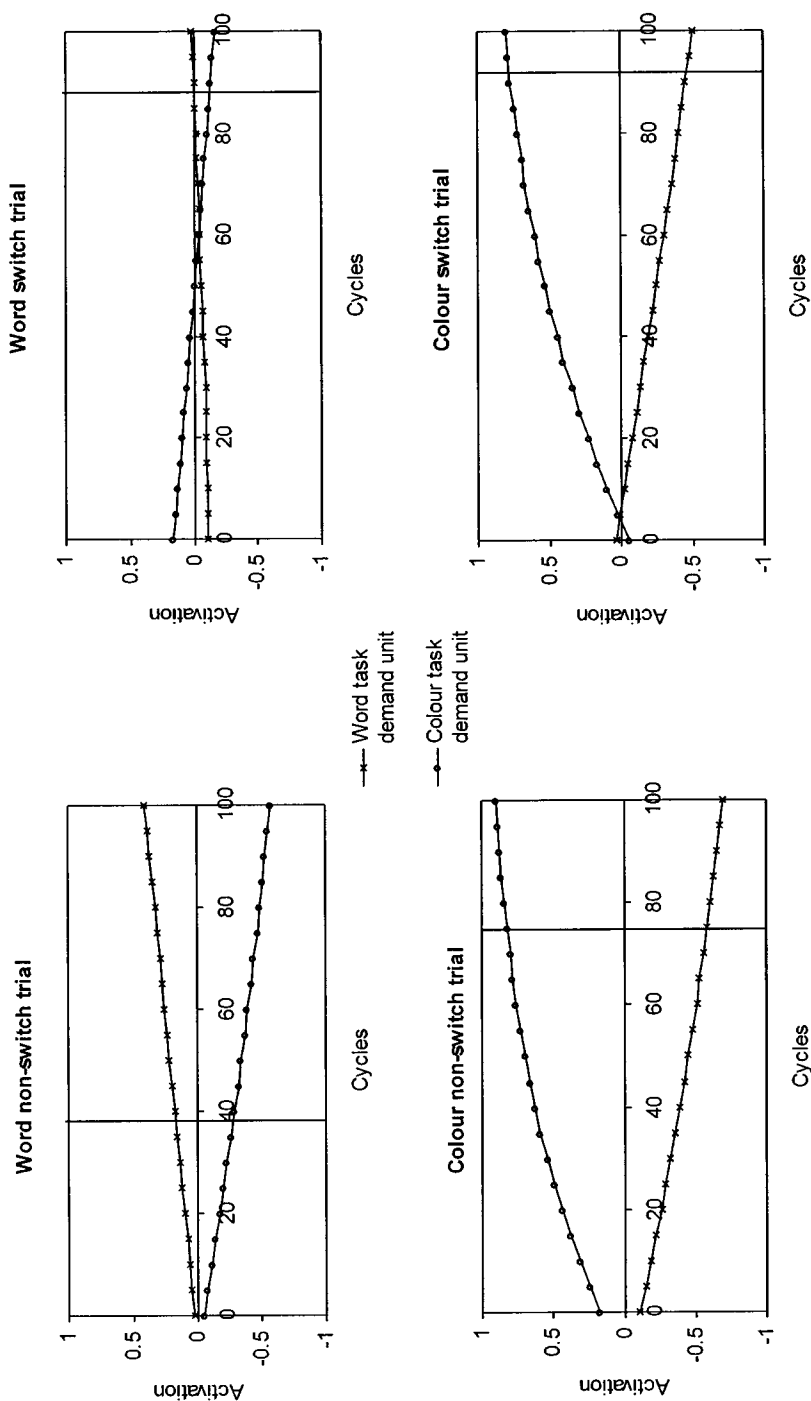 Word non-switch trial
1
0.5
0
-0.5
-1
Activation
0 20 40 60 80 100
Cycles
Word switch trial
1
0.5
0
-0.5
-1
Activation
0 20 40 60 80 100
Cycles
Word task
demand unit
Colour task
demand unit
Colour non-switch trial
1
0.5
0
-0.5
-1
Activation
0 20 40 60 80 100
Cycles
Colour switch trial
1
0.5
0
-0.5
-1
Activation
0 20 40 60 80 100
Cycles